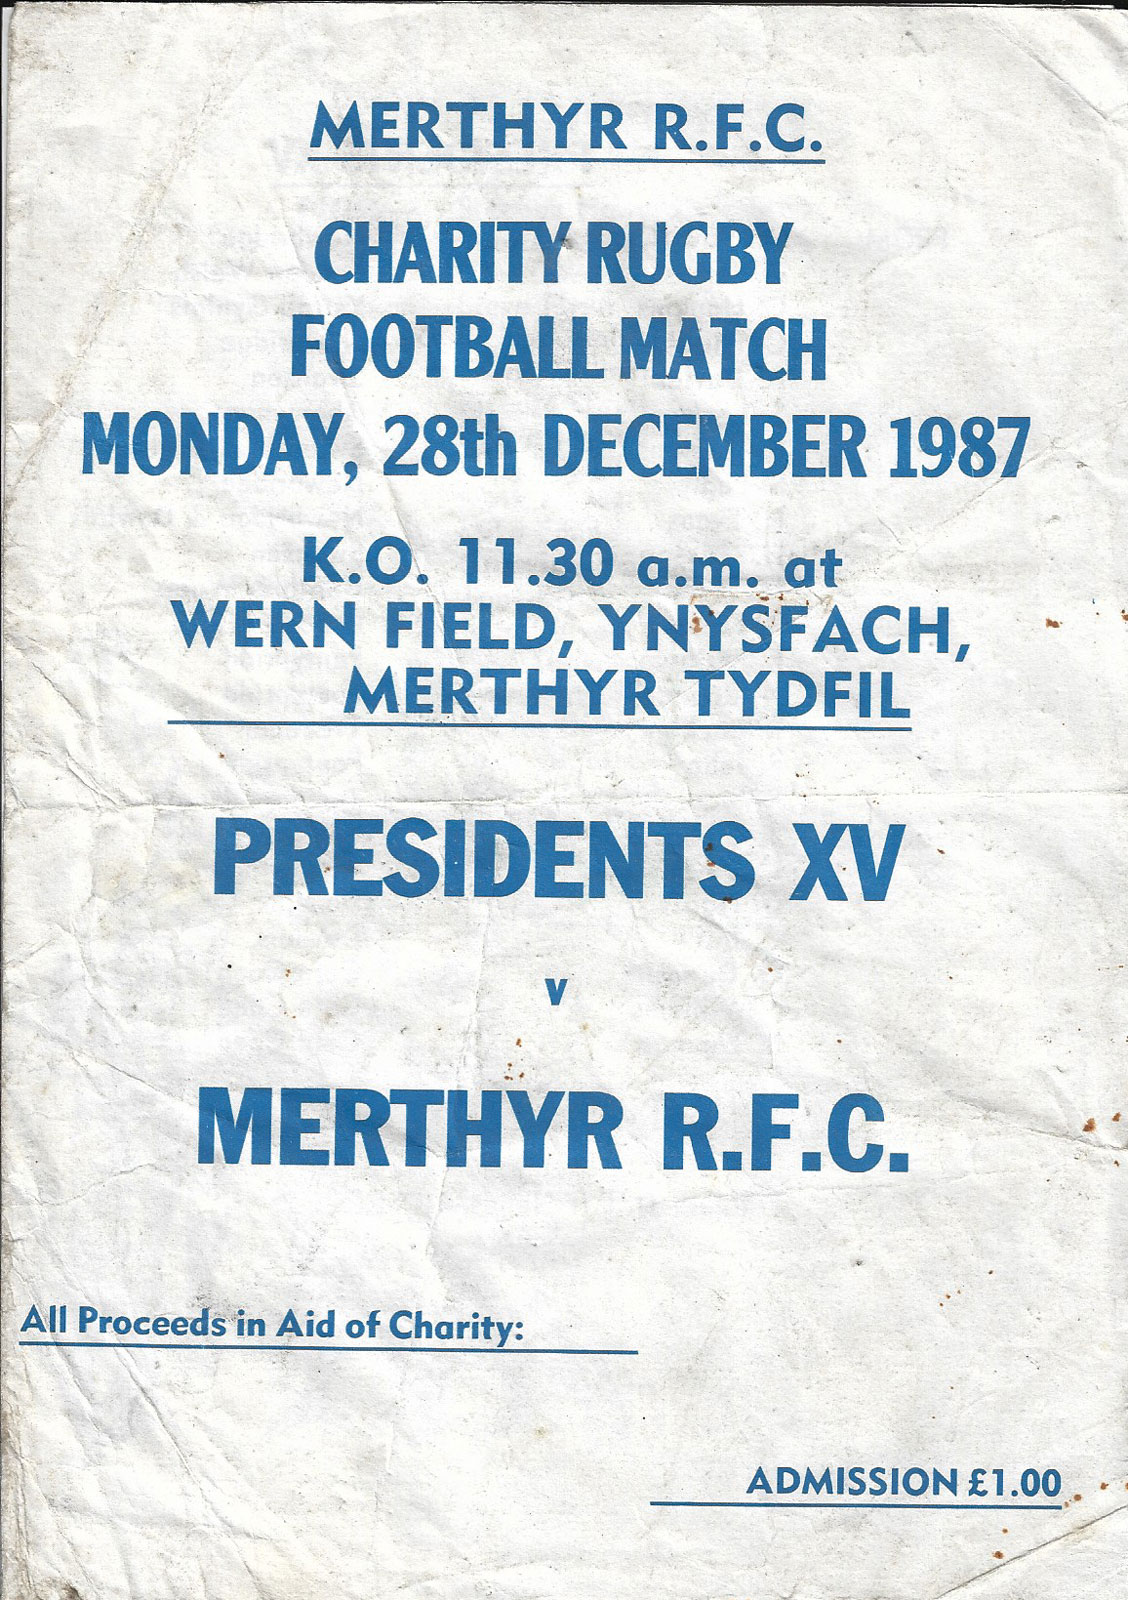 MERTHYR R.F.C.
CHARITY RUGBY
FOOTBALL MATCH
MONDAY, 28th DECEMBER 1987
K.O. 11.30 a.m. at
WERN FIELD, YNYSFACH,
MERTHYR TYDFIL
PRESIDENTS XV
v
MERTHYR R.F.C.
All Proceeds in Aid of Charity:
ADMISSION £1.00